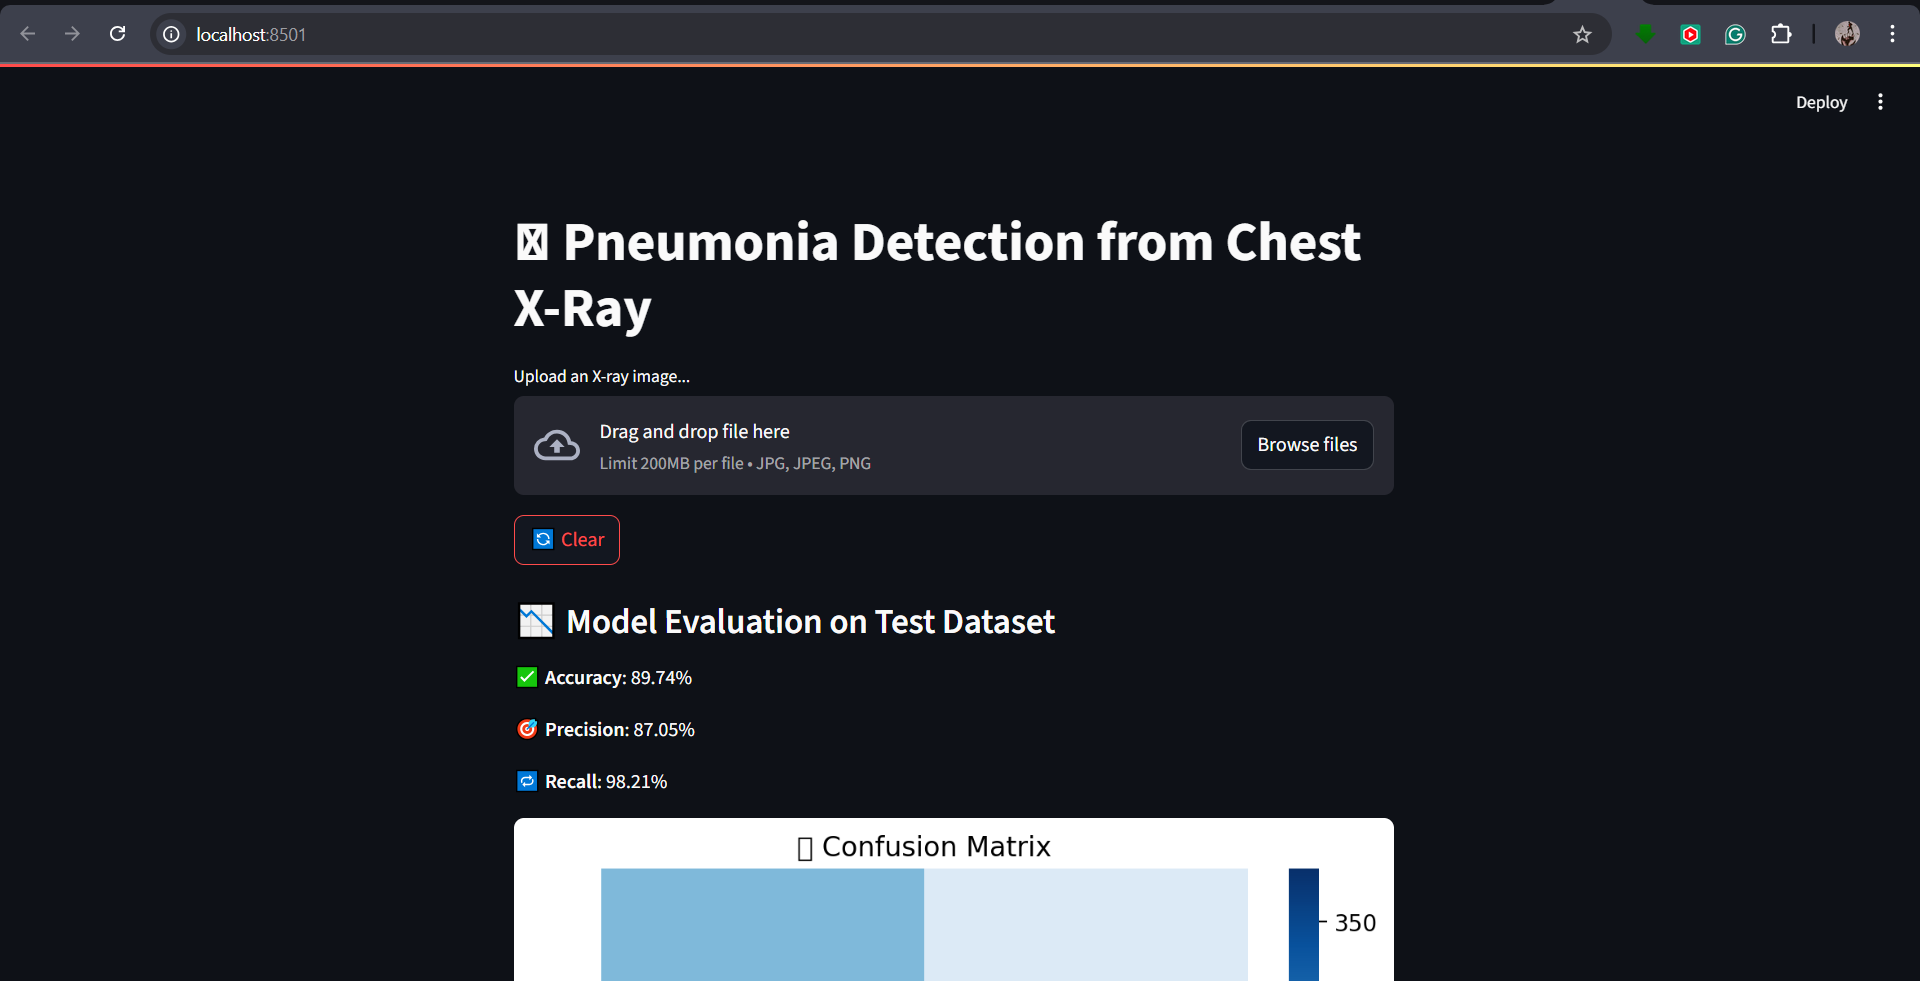 localhost:8501
Deploy
Pneumonia Detection from Chest
X-Ray
Upload an X-ray image...
Drag and drop file here
Limit 200MB per file • JPG, JPEG, PNG
Browse files
Clear
Model Evaluation on Test Dataset
Accuracy: 89.74%
Precision: 87.05%
Recall: 98.21%
Confusion Matrix
350